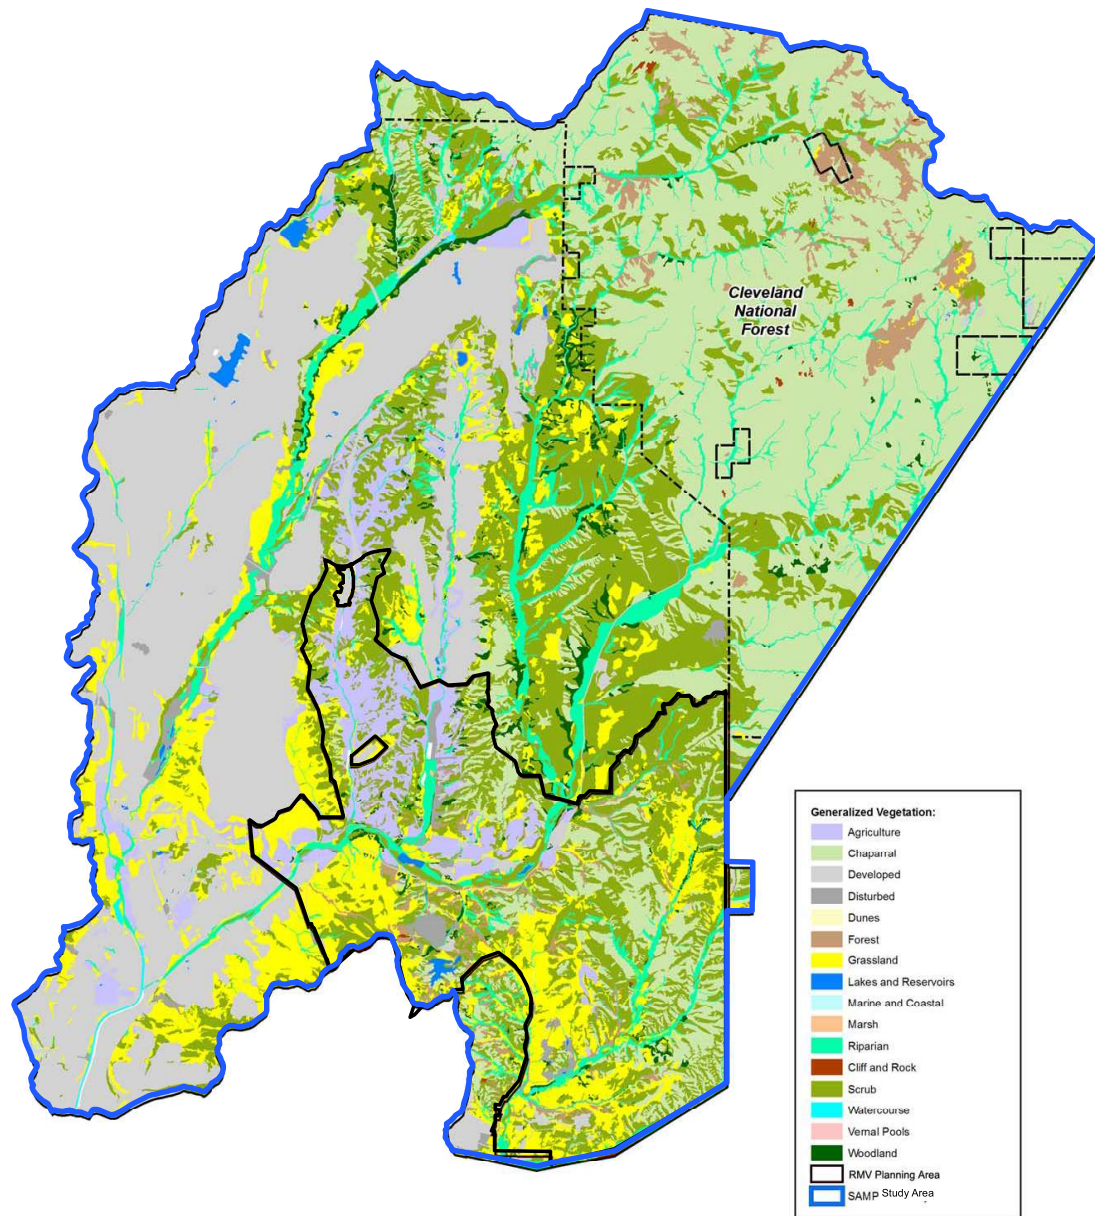 Cleveland
National
Forest
Generalized Vegetation:
Agriculture
Chaparral
Developed
Disturbed
Dunes
Forest
Grassland
Lakes and Reservoirs
Marine and Coastal
Marsh
Riparian
Cliff and Rock
Scrub
Watercourse
Vernal Pools
Woodland
RMV Planning Area
SAMP Study Area